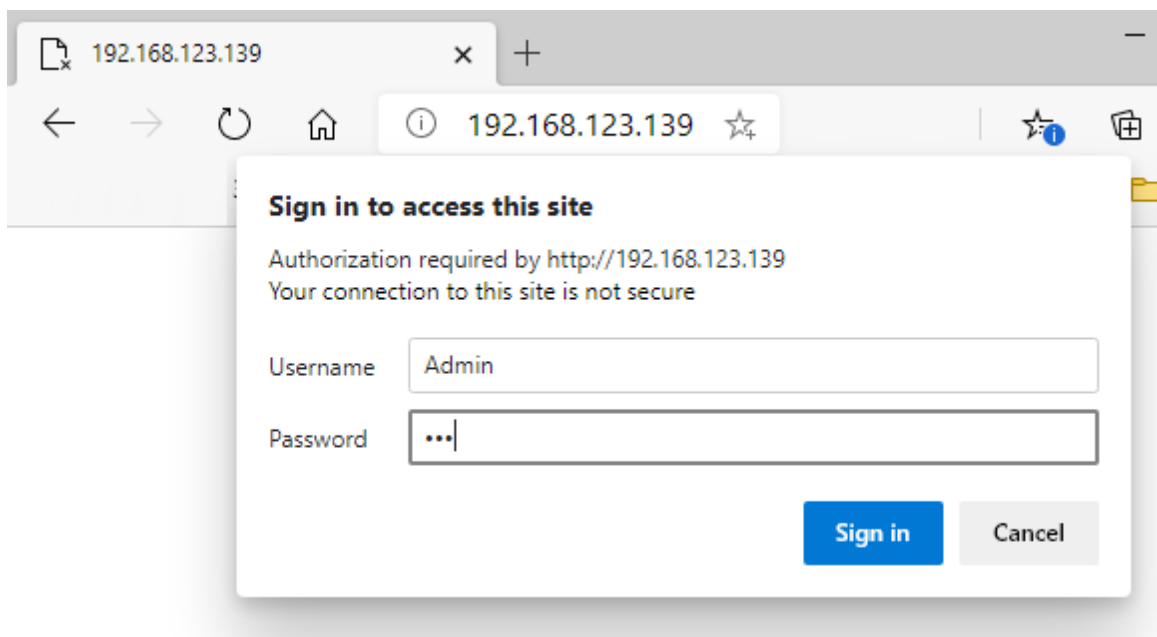 192.168.123.139
192.168.123.139
Sign in to access this site
Authorization required by http://192.168.123.139
Your connection to this site is not secure
Username Admin
Password •••
Sign in Cancel